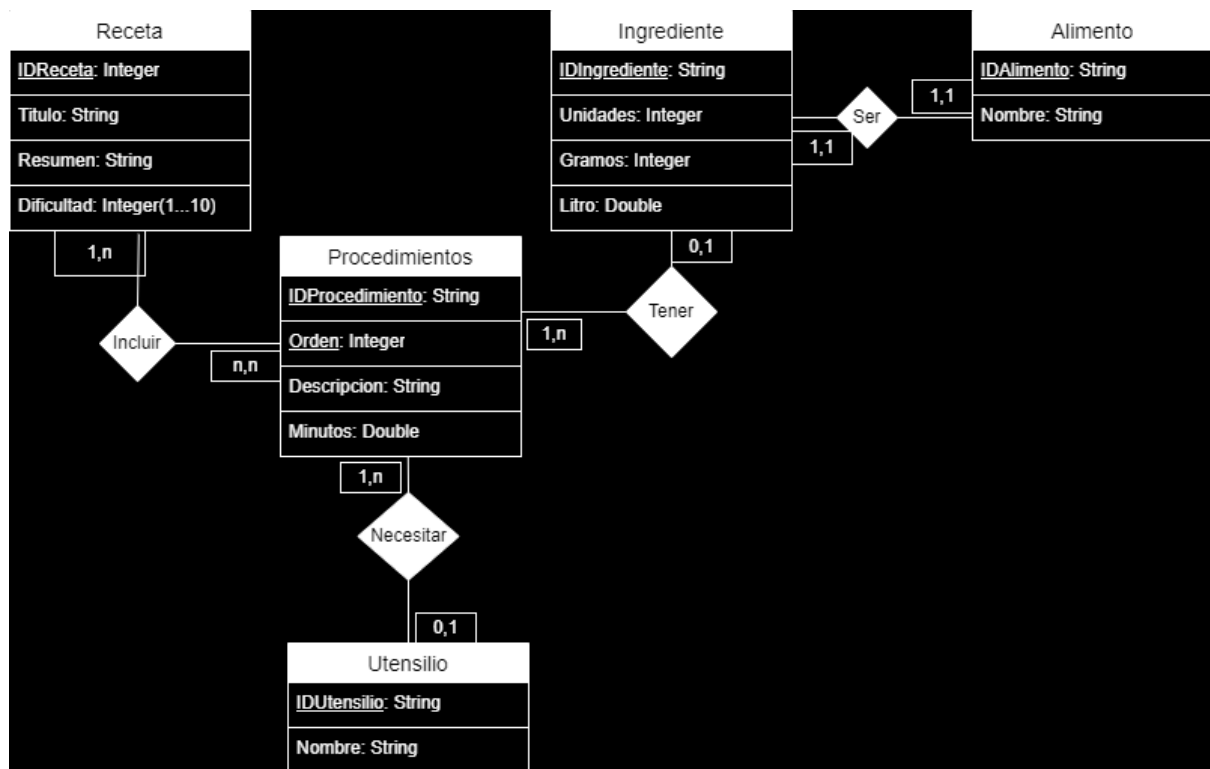 Receta
IDReceta: Integer
Titulo: String
Resumen: String
Dificultad: Integer(1...10)
1,n
Incluir
n,n
Procedimientos
IDProcedimiento: String
Orden: Integer
Descripcion: String
Minutos: Double
1,n
Tener
0,1
Ingrediente
IDIngrediente: String
Unidades: Integer
Gramos: Integer
Litro: Double
1,1
Ser
1,1
Alimento
IDAlimento: String
Nombre: String
1,n
Necesitar
0,1
Utensilio
IDUtensilio: String
Nombre: String